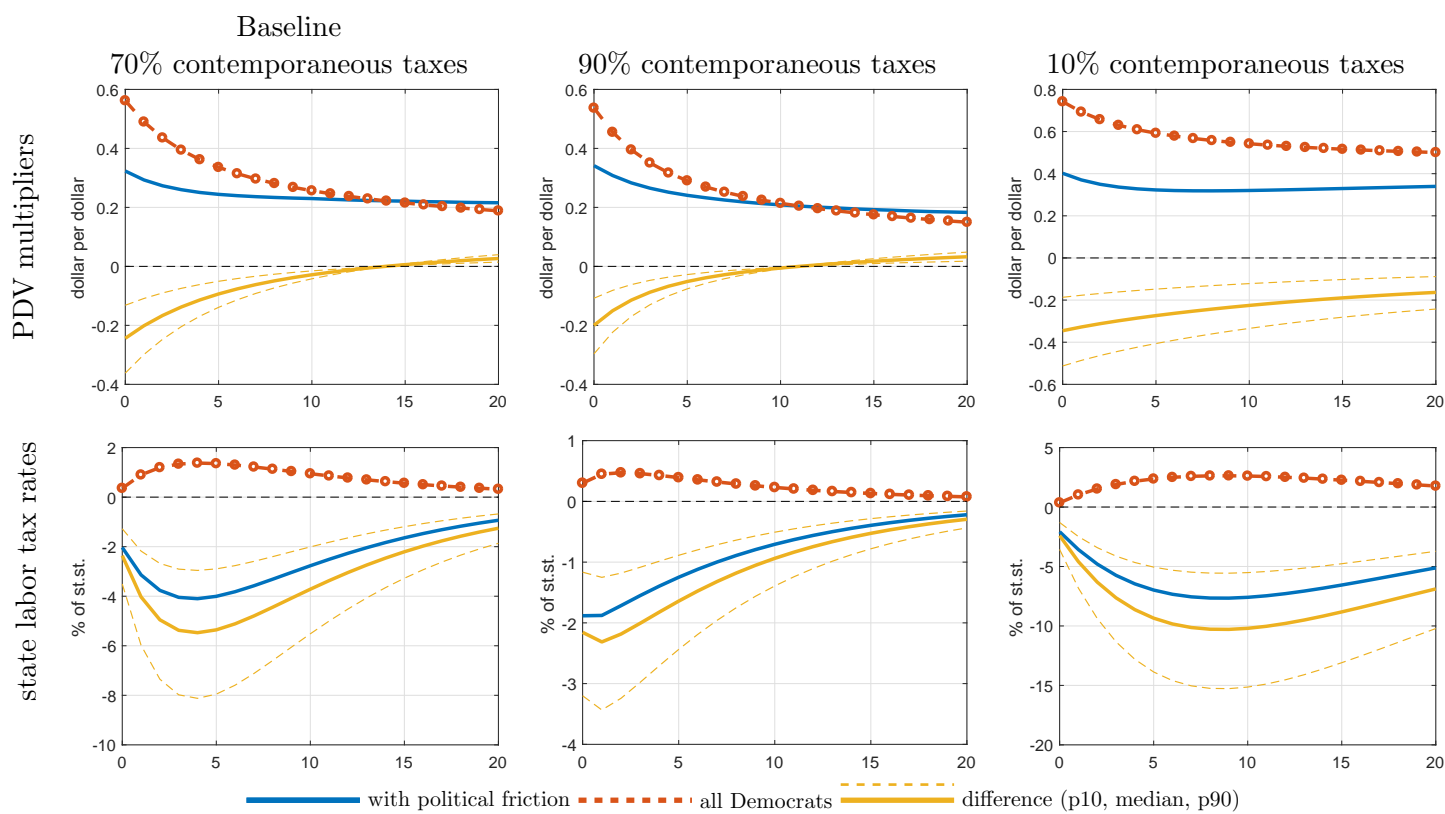 Baseline
70% contemporaneous taxes
90% contemporaneous taxes
10% contemporaneous taxes
PDV multipliers
dollar per dollar
0.6
0.4
0.2
0
-0.2
-0.4
0 5 10 15 20
dollar per dollar
0.6
0.4
0.2
0
-0.2
-0.4
0 5 10 15 20
dollar per dollar
0.8
0.6
0.4
0.2
0
-0.2
-0.4
-0.6
0 5 10 15 20
state labor tax rates
% of st.st.
2
0
-2
-4
-6
-8
-10
0 5 10 15 20
% of st.st.
1
0
-1
-2
-3
-4
0 5 10 15 20
% of st.st.
5
0
-5
-10
-15
-20
0 5 10 15 20
with political friction all Democrats difference (p10, median, p90)